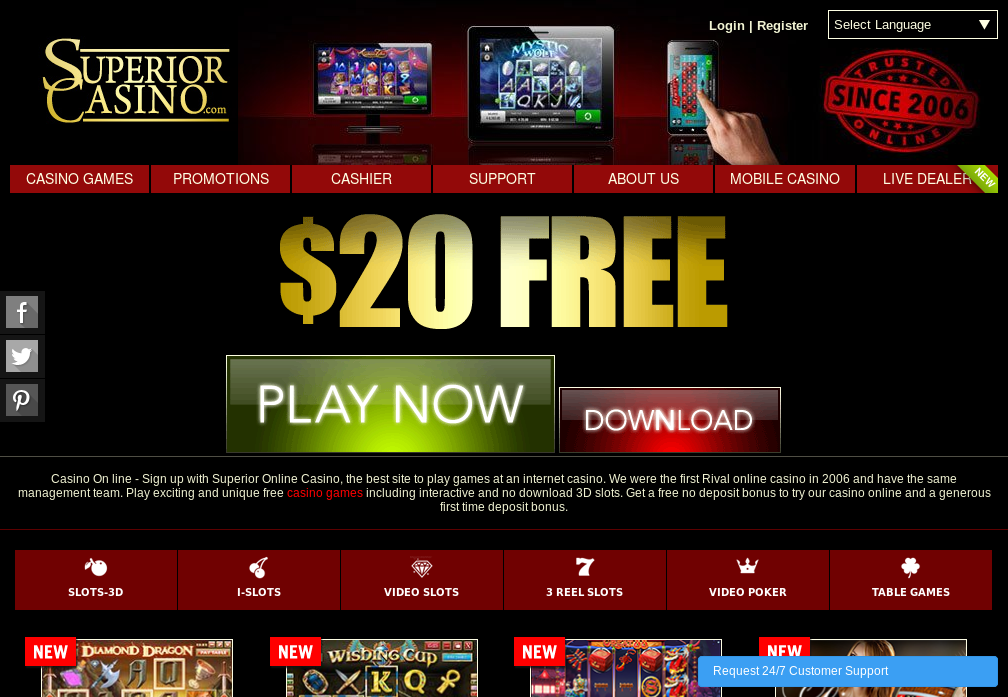 Login | Register
Select Language
SUPERIOR
CASINO.com
MYSTIC
WOLF
TRUSTED
SINCE 2006
ONLINE
CASINO GAMES
PROMOTIONS
CASHIER
SUPPORT
ABOUT US
MOBILE CASINO
LIVE DEALER
NEW
$20 FREE
PLAY NOW
DOWNLOAD
Casino On line - Sign up with Superior Online Casino, the best site to play games at an internet casino. We were the first Rival online casino in 2006 and have the same
management team. Play exciting and unique free casino games including interactive and no download 3D slots. Get a free no deposit bonus to try our casino online and a generous
first time deposit bonus.
SLOTS-3D
I-SLOTS
VIDEO SLOTS
3 REEL SLOTS
VIDEO POKER
TABLE GAMES
NEW
DIAMOND DRAGON
NEW
WISHING CUP
NEW
NEW
Request 24/7 Customer Support